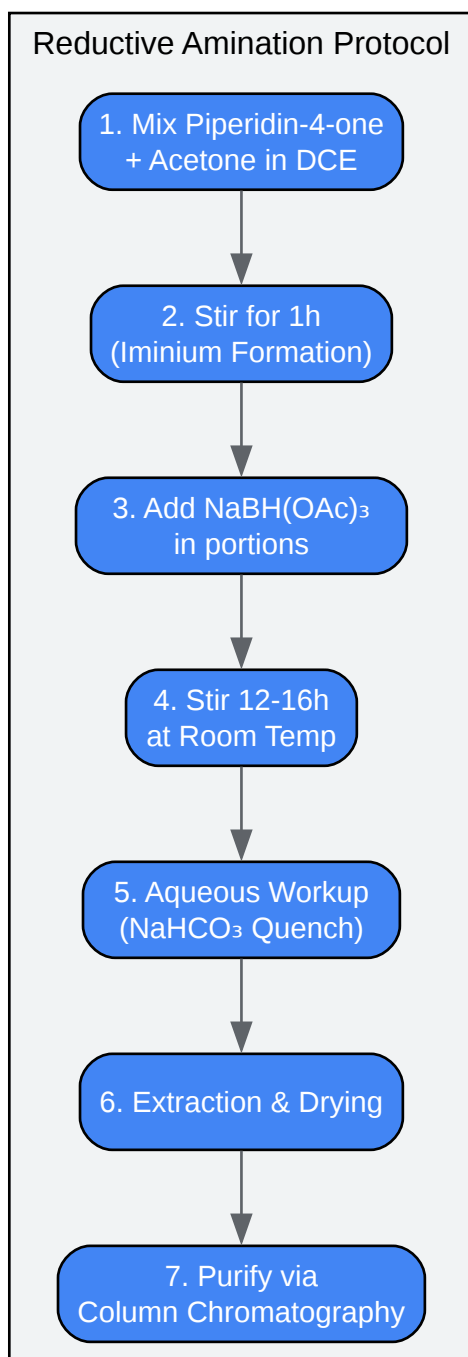 Reductive Amination Protocol
1. Mix Piperidin-4-one
+ Acetone in DCE
2. Stir for 1h
(Iminium Formation)
3. Add NaBH(OAc)₃
in portions
4. Stir 12-16h
at Room Temp
5. Aqueous Workup
(NaHCO₃ Quench)
6. Extraction & Drying
7. Purify via
Column Chromatography